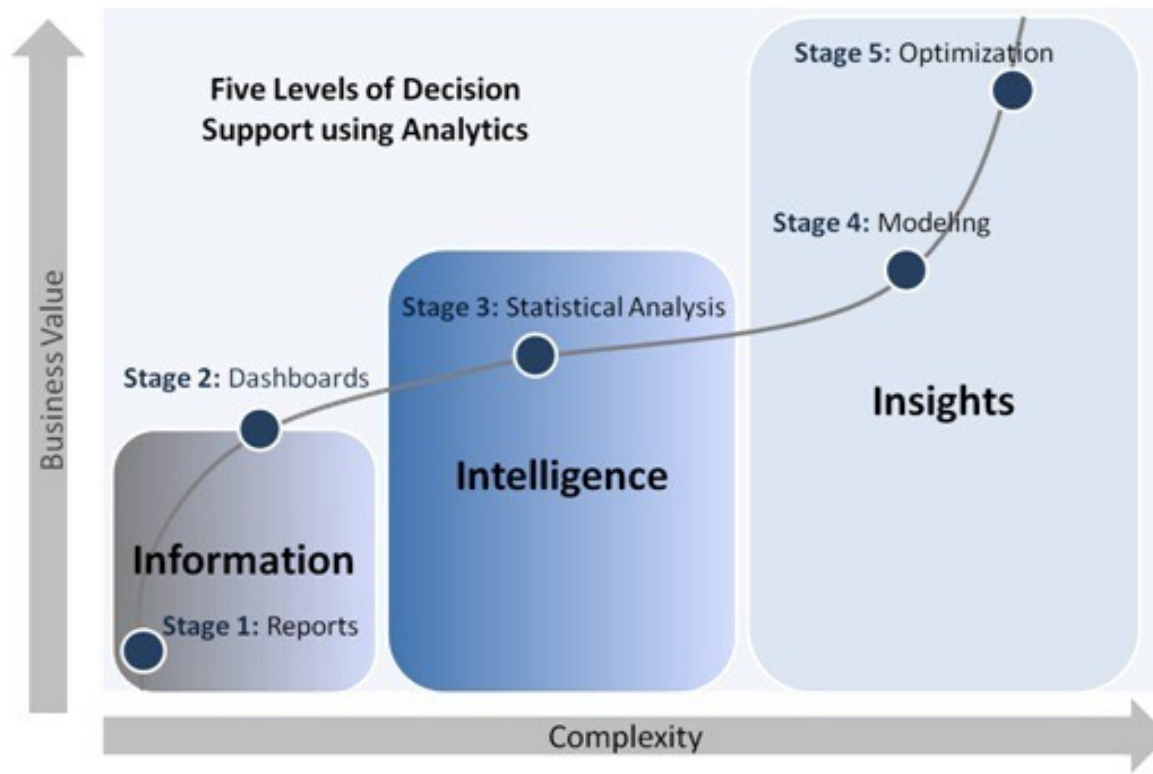 Five Levels of Decision
Support using Analytics
Stage 5: Optimization
Stage 4: Modeling
Stage 3: Statistical Analysis
Stage 2: Dashboards
Insights
Intelligence
Information
Stage 1: Reports
Business Value
Complexity